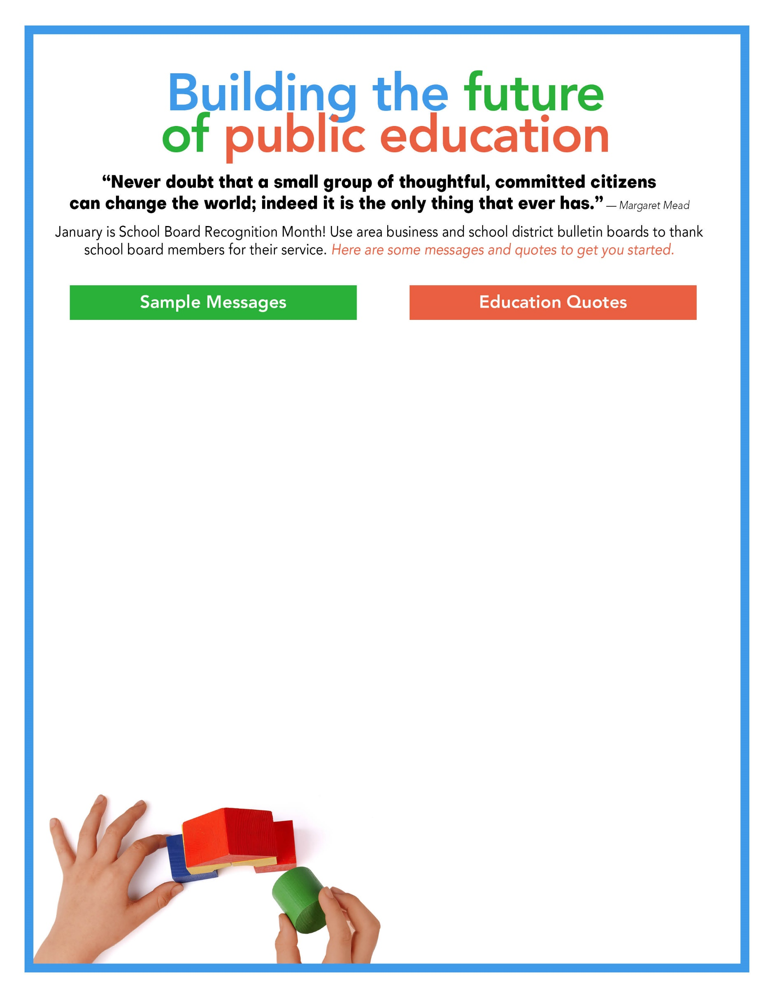 Building the future
of public education
“Never doubt that a small group of thoughtful, committed citizens
can change the world; indeed it is the only thing that ever has.” — Margaret Mead
January is School Board Recognition Month! Use area business and school district bulletin boards to thank
school board members for their service. Here are some messages and quotes to get you started.
Sample Messages
Education Quotes